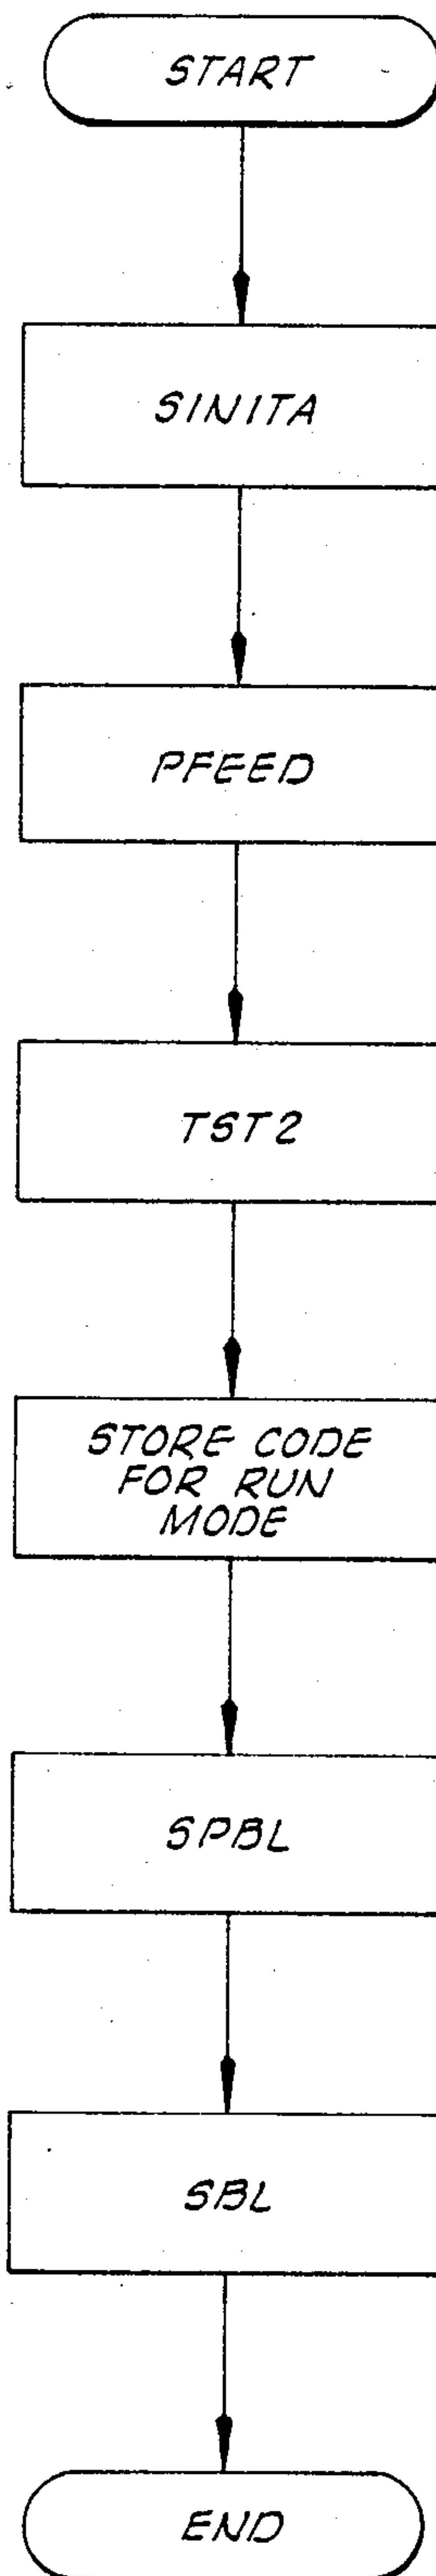 START
SINITA
PFEED
TST2
STORE CODE
FOR RUN
MODE
SPBL
SBL
END